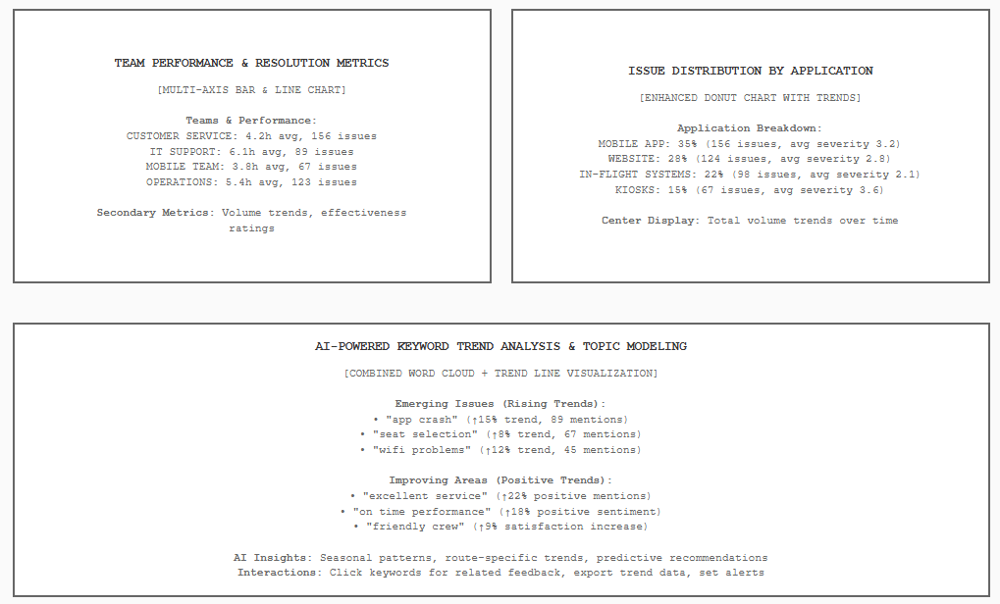 TEAM PERFORMANCE & RESOLUTION METRICS
[MULTI-AXIS BAR & LINE CHART]
Teams & Performance:
CUSTOMER SERVICE: 4.2h avg, 156 issues
IT SUPPORT: 6.1h avg, 89 issues
MOBILE TEAM: 3.8h avg, 67 issues
OPERATIONS: 5.4h avg, 123 issues
Secondary Metrics: Volume trends, effectiveness
ratings
ISSUE DISTRIBUTION BY APPLICATION
[ENHANCED DONUT CHART WITH TRENDS]
Application Breakdown:
MOBILE APP: 35% (156 issues, avg severity 3.2)
WEBSITE: 28% (124 issues, avg severity 2.8)
IN-FLIGHT SYSTEMS: 22% (98 issues, avg severity 2.1)
KIOSKS: 15% (67 issues, avg severity 3.6)
Center Display: Total volume trends over time
AI-POWERED KEYWORD TREND ANALYSIS & TOPIC MODELING
[COMBINED WORD CLOUD + TREND LINE VISUALIZATION]
Emerging Issues (Rising Trends):
• "app crash" (↑15% trend, 89 mentions)
• "seat selection" (↑8% trend, 67 mentions)
• "wifi problems" (↑12% trend, 45 mentions)
Improving Areas (Positive Trends):
• "excellent service" (↑22% positive mentions)
• "on time performance" (↑18% positive sentiment)
• "friendly crew" (↑9% satisfaction increase)
AI Insights: Seasonal patterns, route-specific trends, predictive recommendations
Interactions: Click keywords for related feedback, export trend data, set alerts